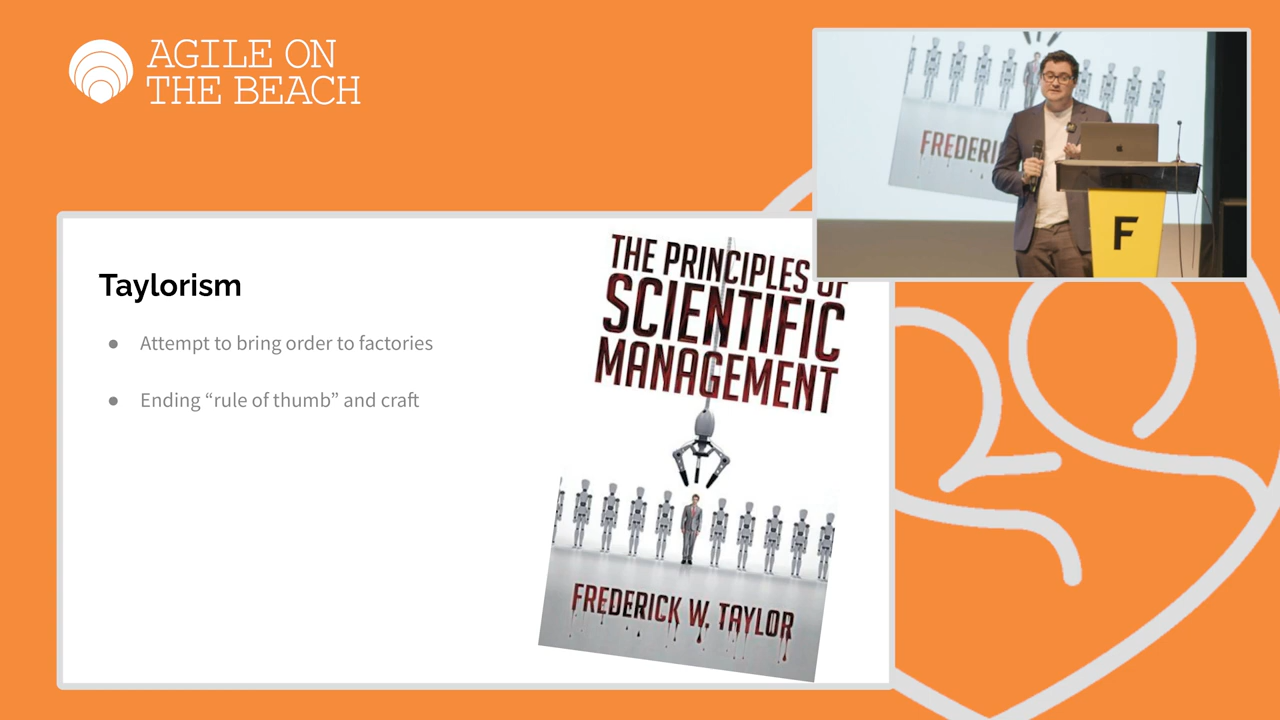 AGILE ON
THE BEACH
FREDERI
F
Taylorism
● Attempt to bring order to factories
● Ending “rule of thumb” and craft
THE PRINCIPLES OF
SCIENTIFIC
MANAGEMENT
FREDERICK W. TAYLOR